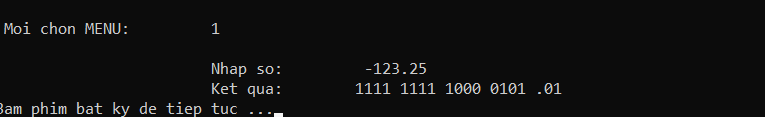 Moi chon MENU: 1
Nhap so: -123.25
Ket qua: 1111 1111 1000 0101 .01
Bam phim bat ky de tiep tuc ...